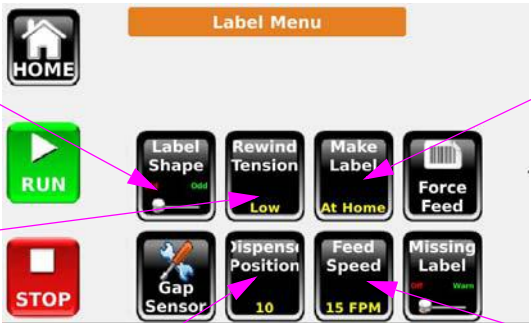 Label Menu
HOME
Label
Shape
Odd
Rewind
Tension
Low
Make
Label
At Home
Force
Feed
RUN
Gap
Sensor
Dispense
Position
10
Feed
Speed
15 FPM
Missing
Label
Off
Warn
STOP